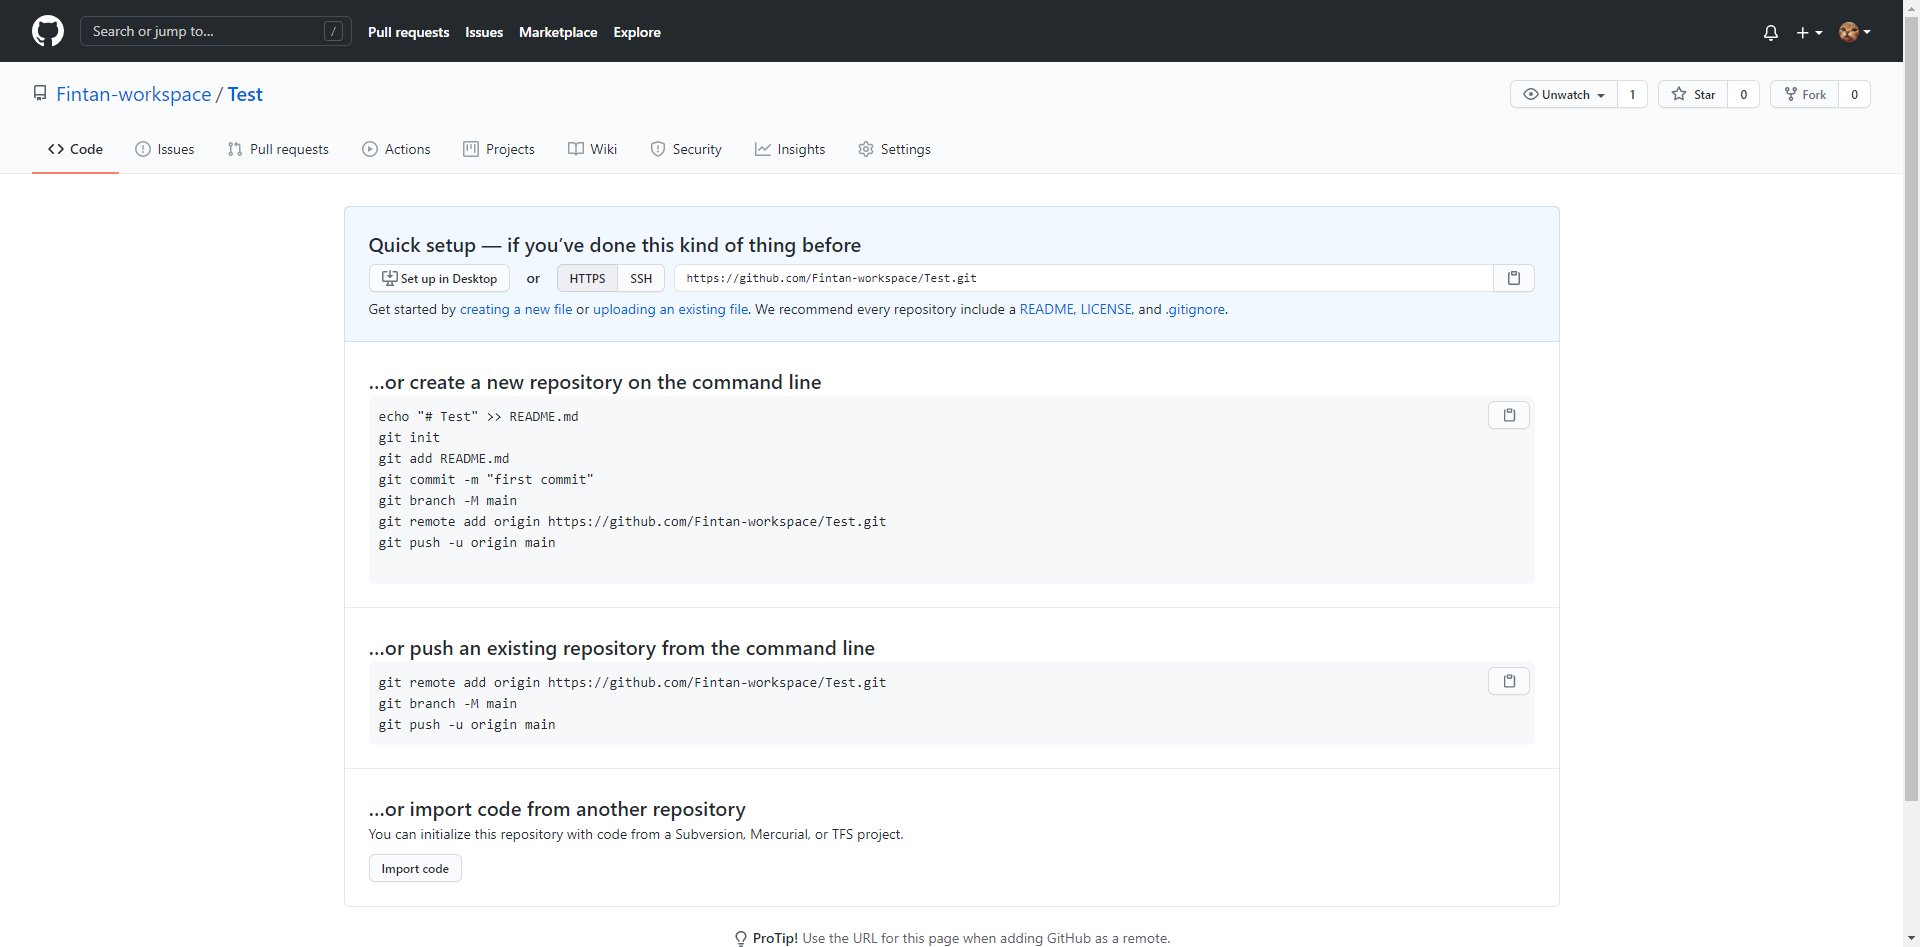 Search or jump to... /
Pull requests Issues Marketplace Explore
Fintan-workspace / Test
Unwatch 1 Star 0 Fork 0
Code Issues Pull requests Actions Projects Wiki Security Insights Settings
Quick setup — if you’ve done this kind of thing before
Set up in Desktop or HTTPS SSH https://github.com/Fintan-workspace/Test.git
Get started by creating a new file or uploading an existing file. We recommend every repository include a README, LICENSE, and .gitignore.
…or create a new repository on the command line
echo "# Test" >> README.md
git init
git add README.md
git commit -m "first commit"
git branch -M main
git remote add origin https://github.com/Fintan-workspace/Test.git
git push -u origin main
…or push an existing repository from the command line
git remote add origin https://github.com/Fintan-workspace/Test.git
git branch -M main
git push -u origin main
…or import code from another repository
You can initialize this repository with code from a Subversion, Mercurial, or TFS project.
Import code
ProTip! Use the URL for this page when adding GitHub as a remote.